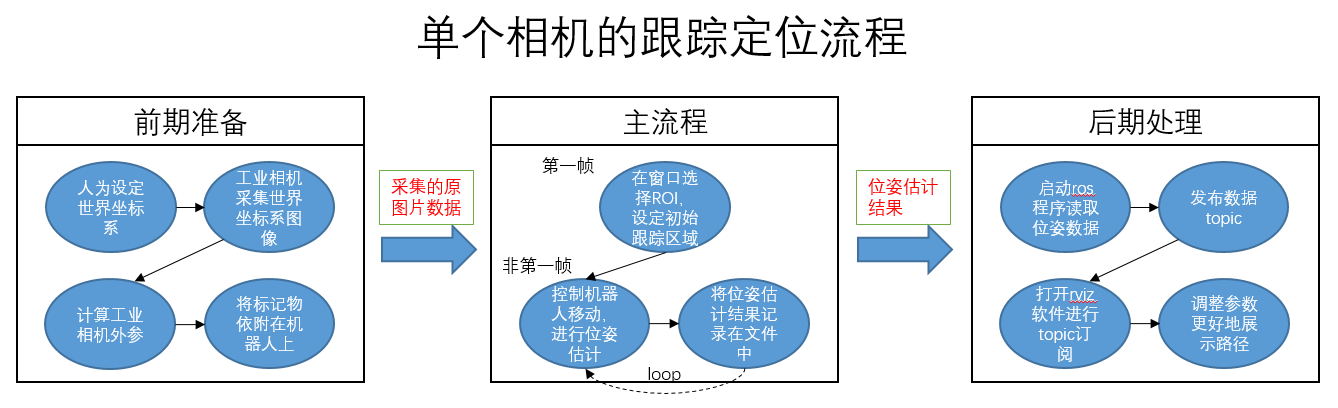 单个相机的跟踪定位流程
前期准备
人为设定
世界坐标
系
工业相机
采集世界
坐标系图
像
计算工业
相机外参
将标记物
依附在机
器人上
采集的原
图片数据
主流程
第一帧
在窗口选
择ROI，
设定初始
跟踪区域
非第一帧
控制机器
人移动，
进行位姿
估计
将位姿估
计结果记
录在文件
中
loop
位姿估计
结果
后期处理
启动ros
程序读取
位姿数据
发布数据
topic
打开rviz
软件进行
topic订
阅
调整参数
更好地展
示路径